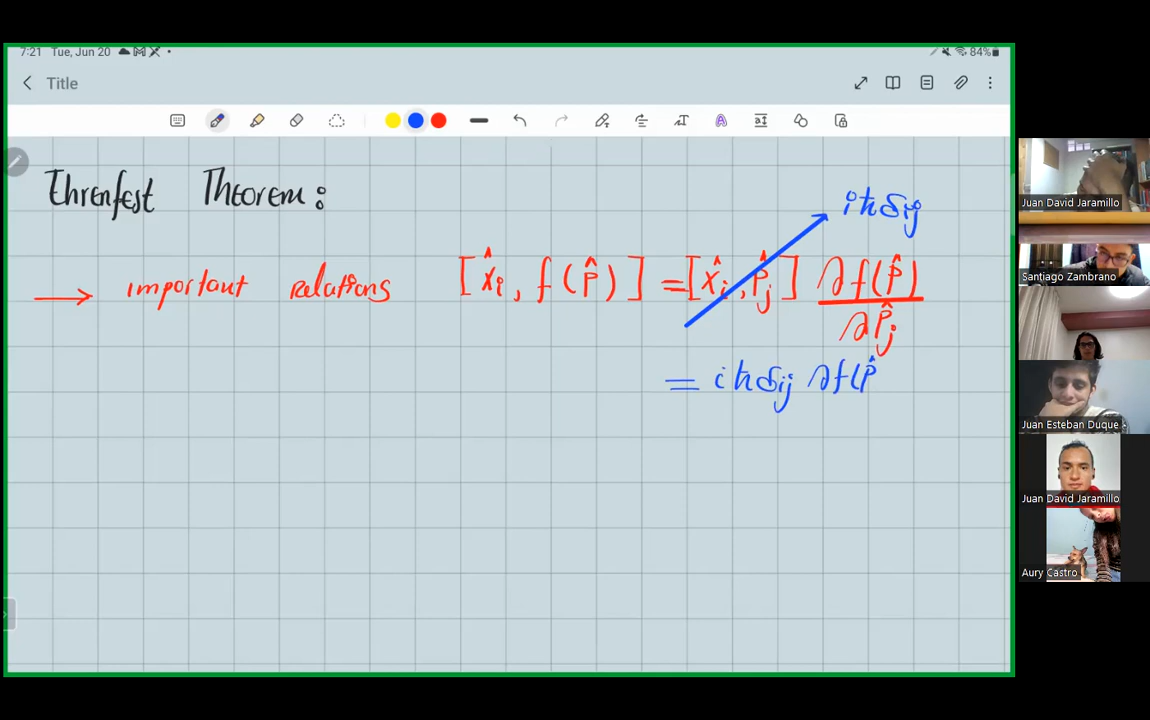 7:21 Tue, Jun 20
84%
Title
Ehrenfest Theorem:
iħδij
→ important relations [x̂i, f(p̂)] = [x̂i, p̂j] ∂f(p̂)/∂p̂j
= iħδij ∂f(p̂
Juan David Jaramillo
Santiago Zambrano
Juan Esteban Duque
Juan David Jaramillo
Aury Castro